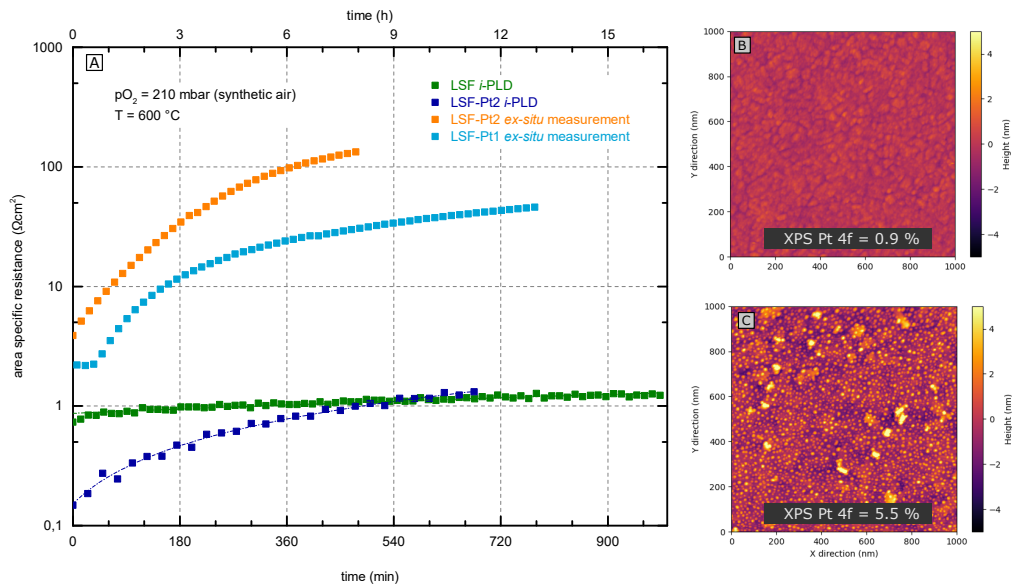 time (h)
0 3 6 9 12 15
A
pO2 = 210 mbar (synthetic air)
T = 600 °C
LSF i-PLD
LSF-Pt2 i-PLD
LSF-Pt2 ex-situ measurement
LSF-Pt1 ex-situ measurement
area specific resistance (Ωcm²)
1000
100
10
1
0,1
0 180 360 540 720 900
time (min)
B
Y direction (nm)
1000
800
600
400
200
0
XPS Pt 4f = 0.9 %
0 200 400 600 800 1000
4
2
0
−2
−4
Height (nm)
C
Y direction (nm)
1000
800
600
400
200
0
XPS Pt 4f = 5.5 %
0 200 400 600 800 1000
X direction (nm)
4
2
0
−2
−4
Height (nm)